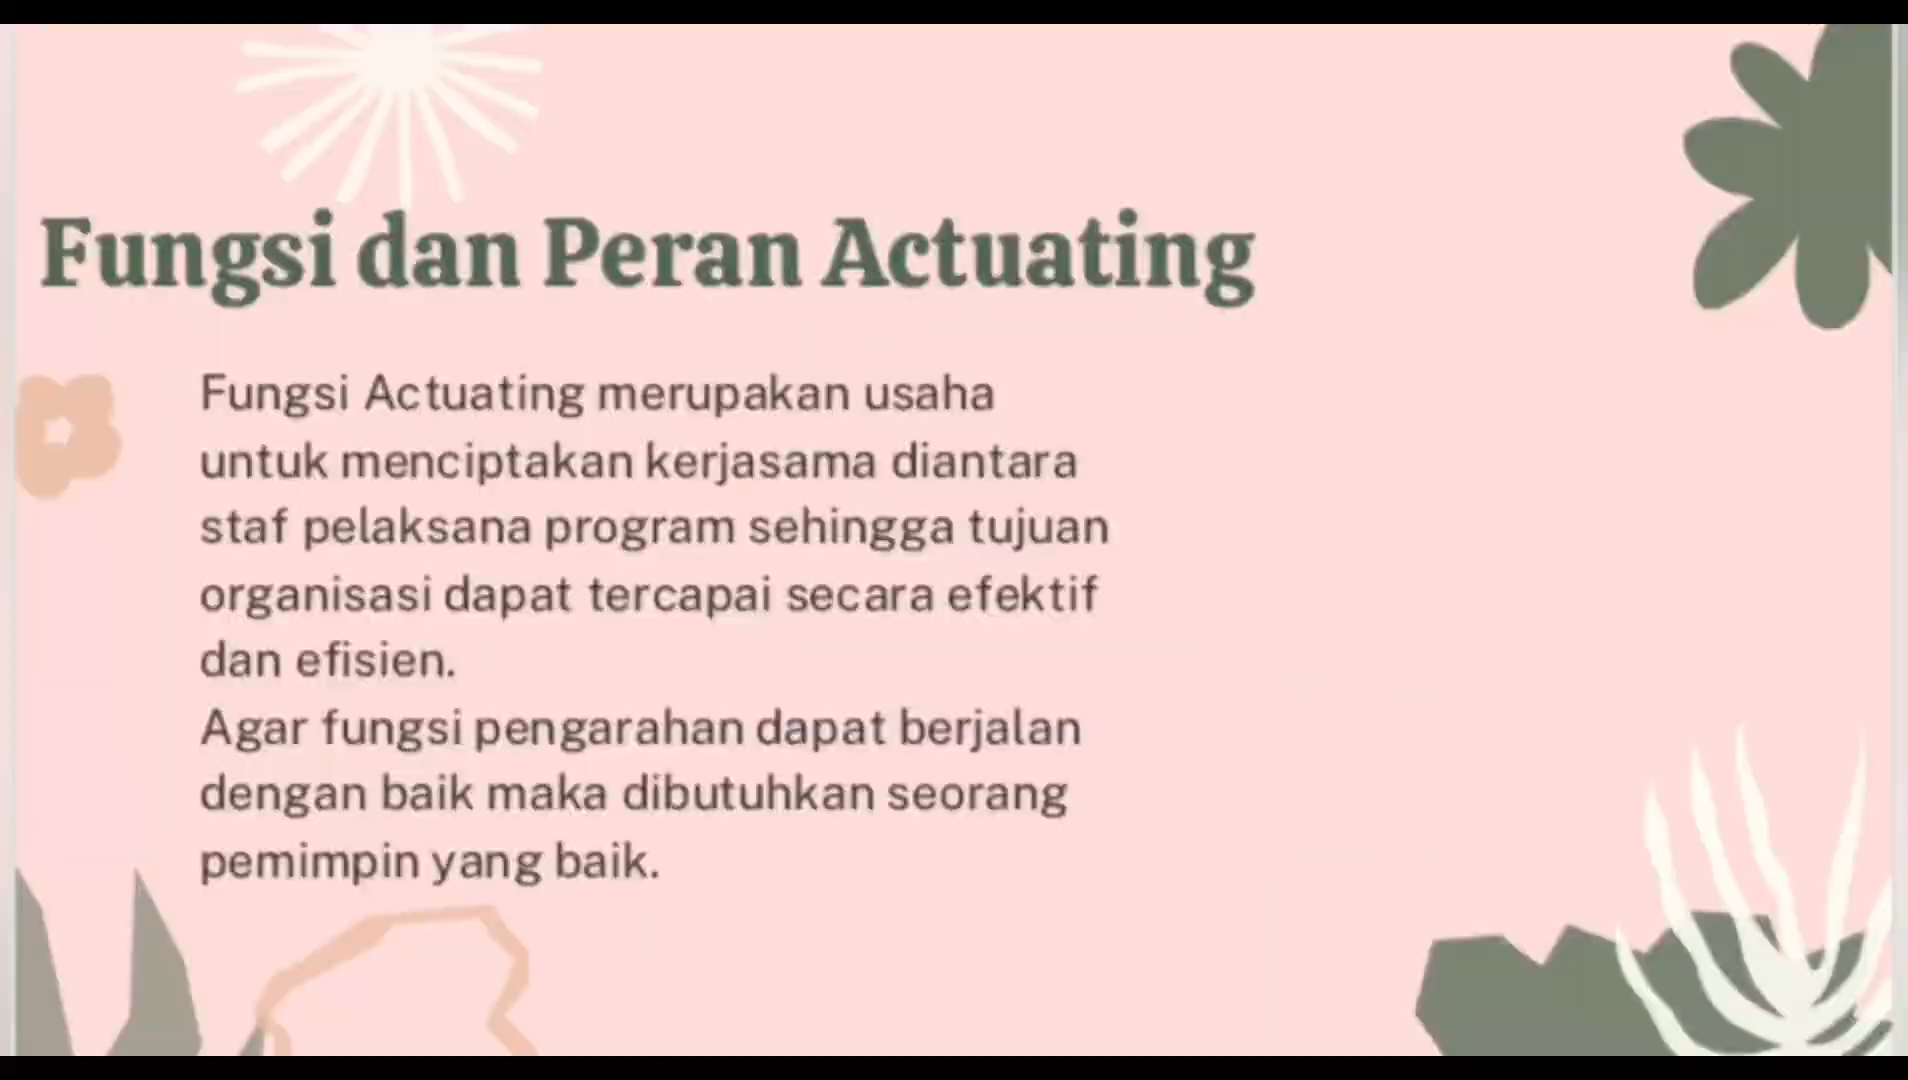 Fungsi dan Peran Actuating
Fungsi Actuating merupakan usaha
untuk menciptakan kerjasama diantara
staf pelaksana program sehingga tujuan
organisasi dapat tercapai secara efektif
dan efisien.
Agar fungsi pengarahan dapat berjalan
dengan baik maka dibutuhkan seorang
pemimpin yang baik.